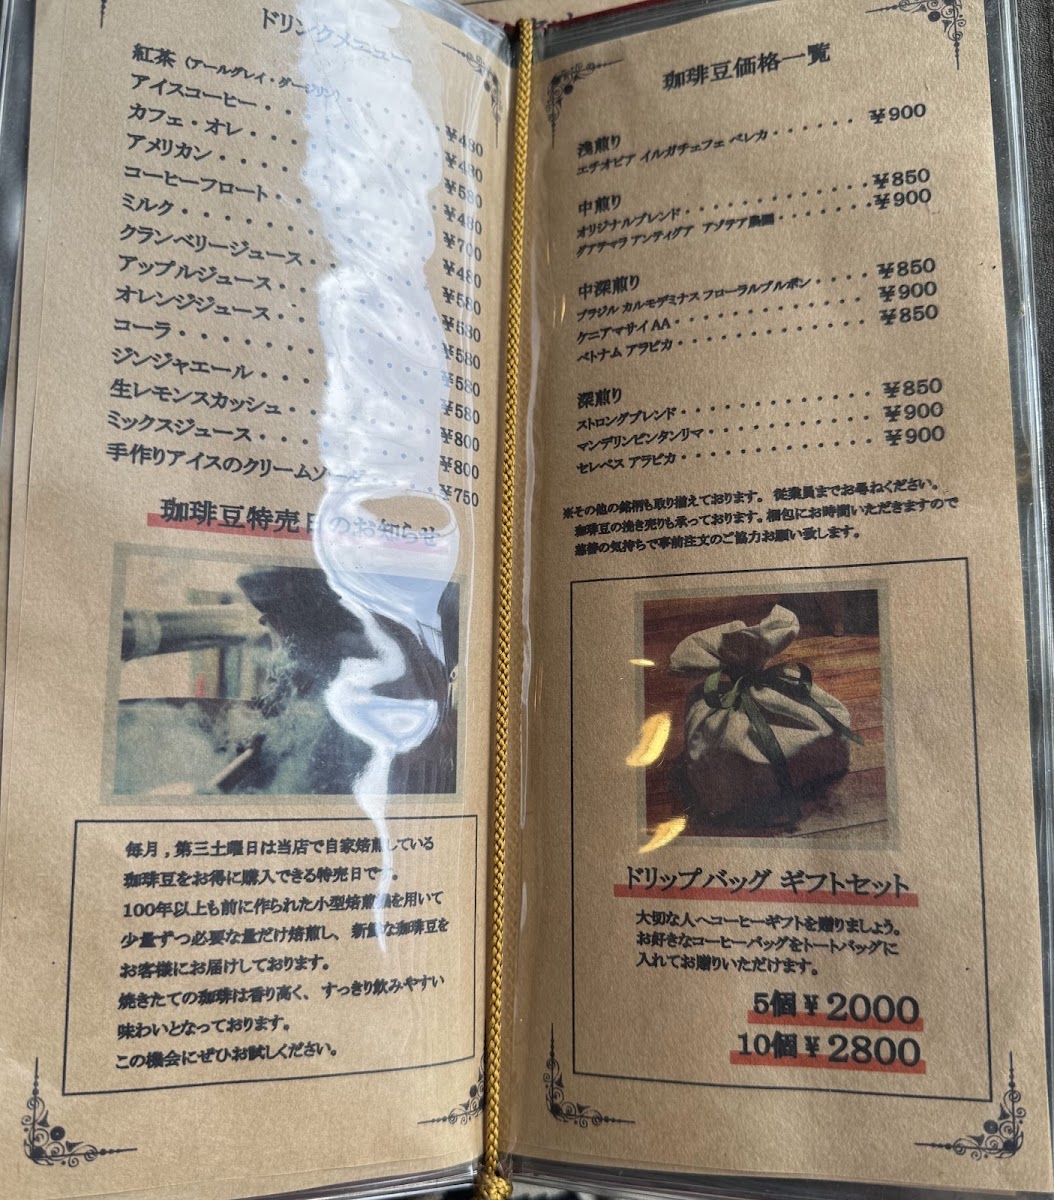 ドリンクメニュー
紅茶（アールグレイ・ダージリン）・・・・・・・¥480
アイスコーヒー・・・・・・・・・・¥480
カフェ・オレ・・・・・・・・・・・¥580
アメリカン・・・・・・・・・・・・¥480
コーヒーフロート・・・・・・・・・¥700
ミルク・・・・・・・・・・・・・・¥480
クランベリージュース・・・・・・・¥580
アップルジュース・・・・・・・・・¥580
オレンジジュース・・・・・・・・・¥580
コーラ・・・・・・・・・・・・・・¥580
ジンジャエール・・・・・・・・・・¥580
生レモンスカッシュ・・・・・・・・¥800
ミックスジュース・・・・・・・・・¥800
手作りアイスのクリームソーダ・・・・¥750
珈琲豆特売日のお知らせ
毎月,第三土曜日は当店で自家焙煎している
珈琲豆をお得に購入できる特売日です。
100年以上も前に作られた小型焙煎機を用いて
少量ずつ必要な量だけ焙煎し、新鮮な珈琲豆を
お客様にお届けしております。
焼きたての珈琲は香り高く、すっきり飲みやすい
味わいとなっております。
この機会にぜひお試しください。
珈琲豆価格一覧
浅煎り
エチオピア イルガチェフェ ベレカ・・・・・・¥900
中煎り
オリジナルブレンド・・・・・・・・・・・¥850
グアテマラ アンティグア アゾテア農園・・・・・・・¥900
中深煎り
ブラジル カルモデミナス フローラルブルボン・・・・¥850
ケニアマサイAA・・・・・・・・・・・・¥900
ベトナム アラビカ・・・・・・・・・・・・¥850
深煎り
ストロングブレンド・・・・・・・・・・・¥850
マンデリンビンタンリマ・・・・・・・・・¥900
セレベス アラビカ・・・・・・・・・・・・¥900
※その他の銘柄も取り揃えております。従業員までお尋ねください。
珈琲豆の挽き売りも承っております。梱包にお時間いただきますので
慈善の気持ちで事前注文のご協力お願い致します。
ドリップバッグ ギフトセット
大切な人へコーヒーギフトを贈りましょう。
お好きなコーヒーバッグをトートバッグに
入れてお贈りいただけます。
5個¥2000
10個¥2800